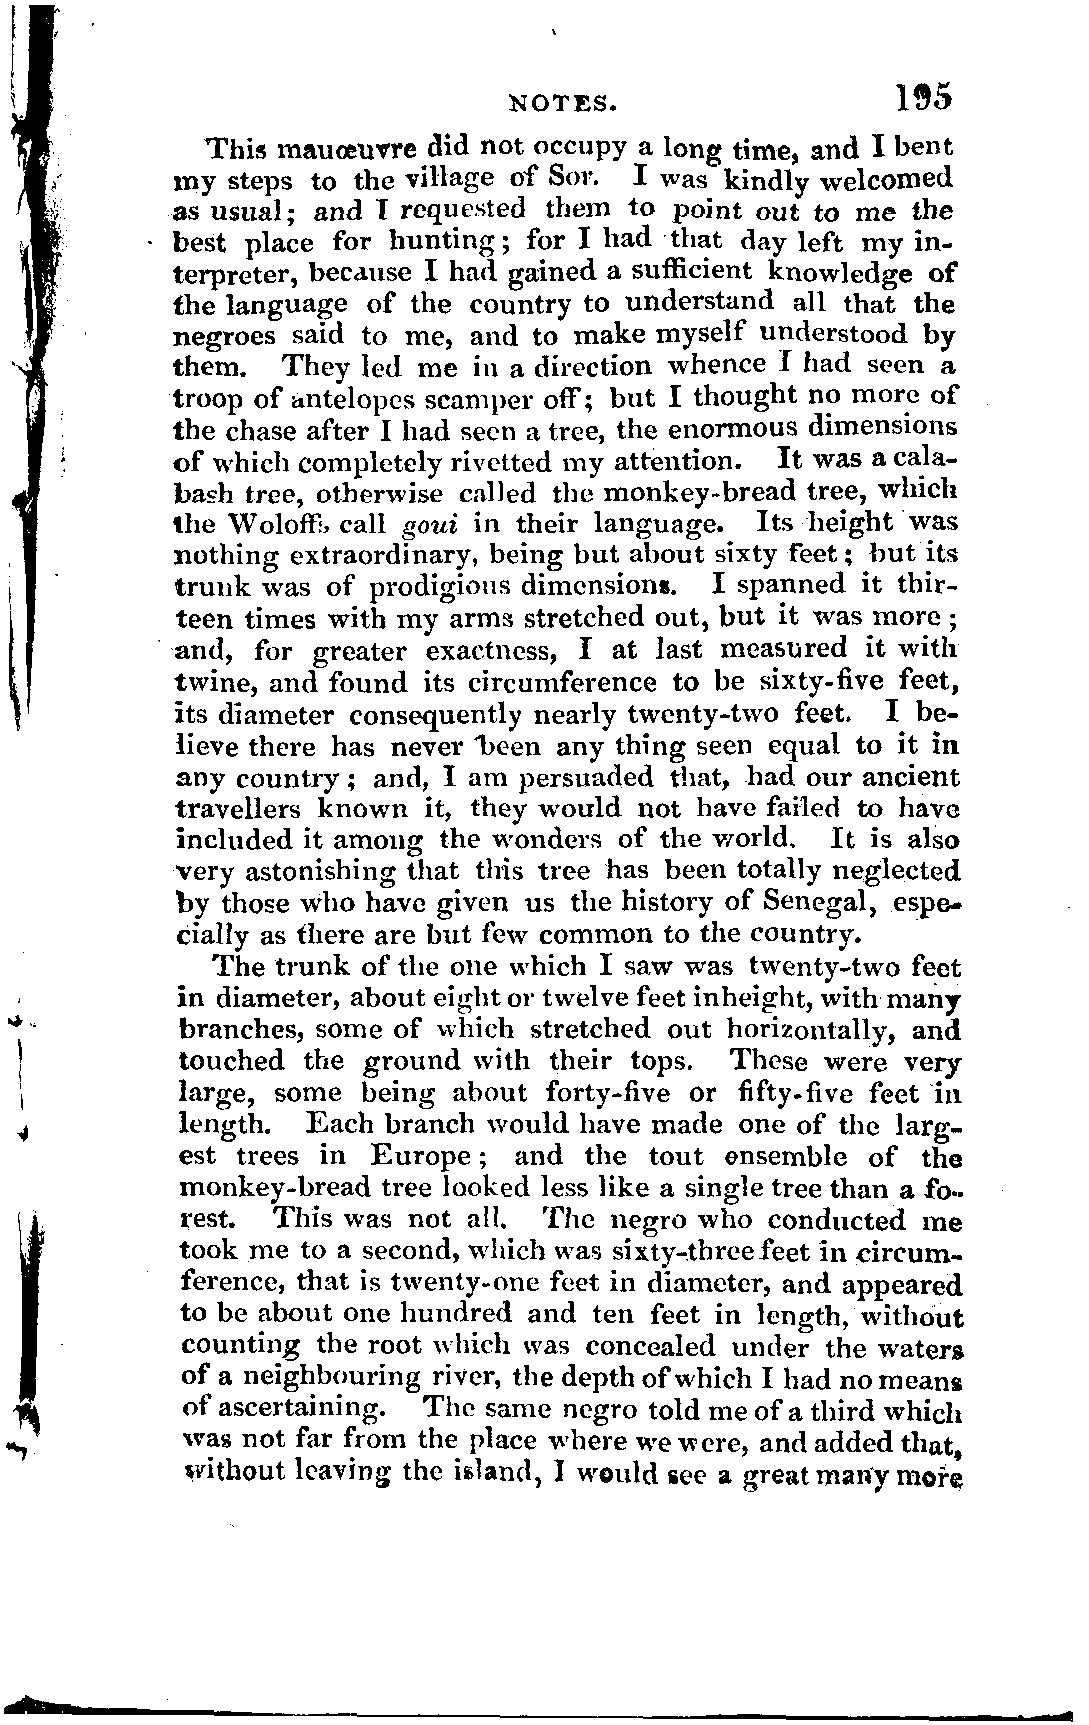 NOTES. 195
This mauœuvre did not occupy a long time, and I bent
my steps to the village of Sor. I was kindly welcomed
as usual; and I requested them to point out to me the
best place for hunting; for I had that day left my in-
terpreter, because I had gained a sufficient knowledge of
the language of the country to understand all that the
negroes said to me, and to make myself understood by
them. They led me in a direction whence I had seen a
troop of antelopes scamper off; but I thought no more of
the chase after I had seen a tree, the enormous dimensions
of which completely rivetted my attention. It was a cala-
bash tree, otherwise called the monkey-bread tree, which
the Woloffs call goui in their language. Its height was
nothing extraordinary, being but about sixty feet; but its
trunk was of prodigious dimensions. I spanned it thir-
teen times with my arms stretched out, but it was more;
and, for greater exactness, I at last measured it with
twine, and found its circumference to be sixty-five feet,
its diameter consequently nearly twenty-two feet. I be-
lieve there has never been any thing seen equal to it in
any country; and, I am persuaded that, had our ancient
travellers known it, they would not have failed to have
included it among the wonders of the world. It is also
very astonishing that this tree has been totally neglected
by those who have given us the history of Senegal, espe-
cially as there are but few common to the country.
The trunk of the one which I saw was twenty-two feet
in diameter, about eight or twelve feet inheight, with many
branches, some of which stretched out horizontally, and
touched the ground with their tops. These were very
large, some being about forty-five or fifty-five feet in
length. Each branch would have made one of the larg-
est trees in Europe; and the tout ensemble of the
monkey-bread tree looked less like a single tree than a fo-
rest. This was not all. The negro who conducted me
took me to a second, which was sixty-three feet in circum-
ference, that is twenty-one feet in diameter, and appeared
to be about one hundred and ten feet in length, without
counting the root which was concealed under the waters
of a neighbouring river, the depth of which I had no means
of ascertaining. The same negro told me of a third which
was not far from the place where we were, and added that,
without leaving the island, I would see a great many more